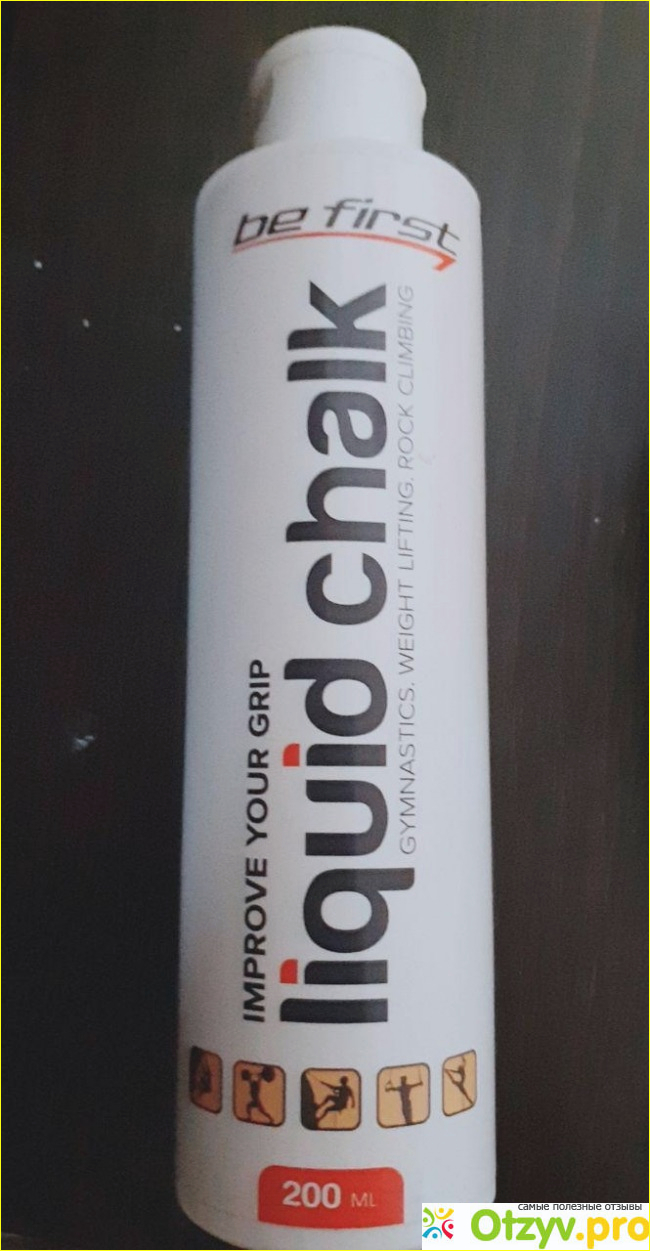 be first
IMPROVE YOUR GRIP
liquid chalk
GYMNASTICS. WEIGHT LIFTING. ROCK CLIMBING
200 ML
самые полезные отзывы
Otzyv.pro